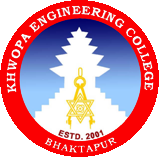 KHWOPA ENGINEERING COLLEGE
ESTD. 2001
BHAKTAPUR